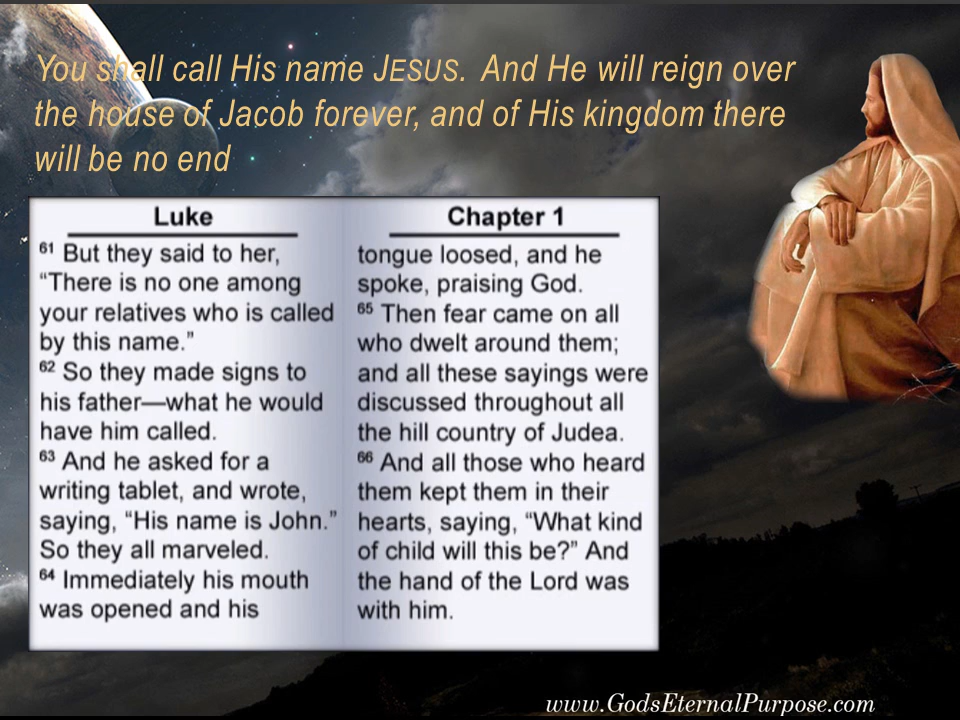 You shall call His name JESUS.  And He will reign over
the house of Jacob forever, and of His kingdom there
will be no end
Luke
61 But they said to her,
“There is no one among
your relatives who is called
by this name.”
62 So they made signs to
his father—what he would
have him called.
63 And he asked for a
writing tablet, and wrote,
saying, “His name is John.”
So they all marveled.
64 Immediately his mouth
was opened and his
Chapter 1
tongue loosed, and he
spoke, praising God.
65 Then fear came on all
who dwelt around them;
and all these sayings were
discussed throughout all
the hill country of Judea.
66 And all those who heard
them kept them in their
hearts, saying, “What kind
of child will this be?” And
the hand of the Lord was
with him.
www.GodsEternalPurpose.com